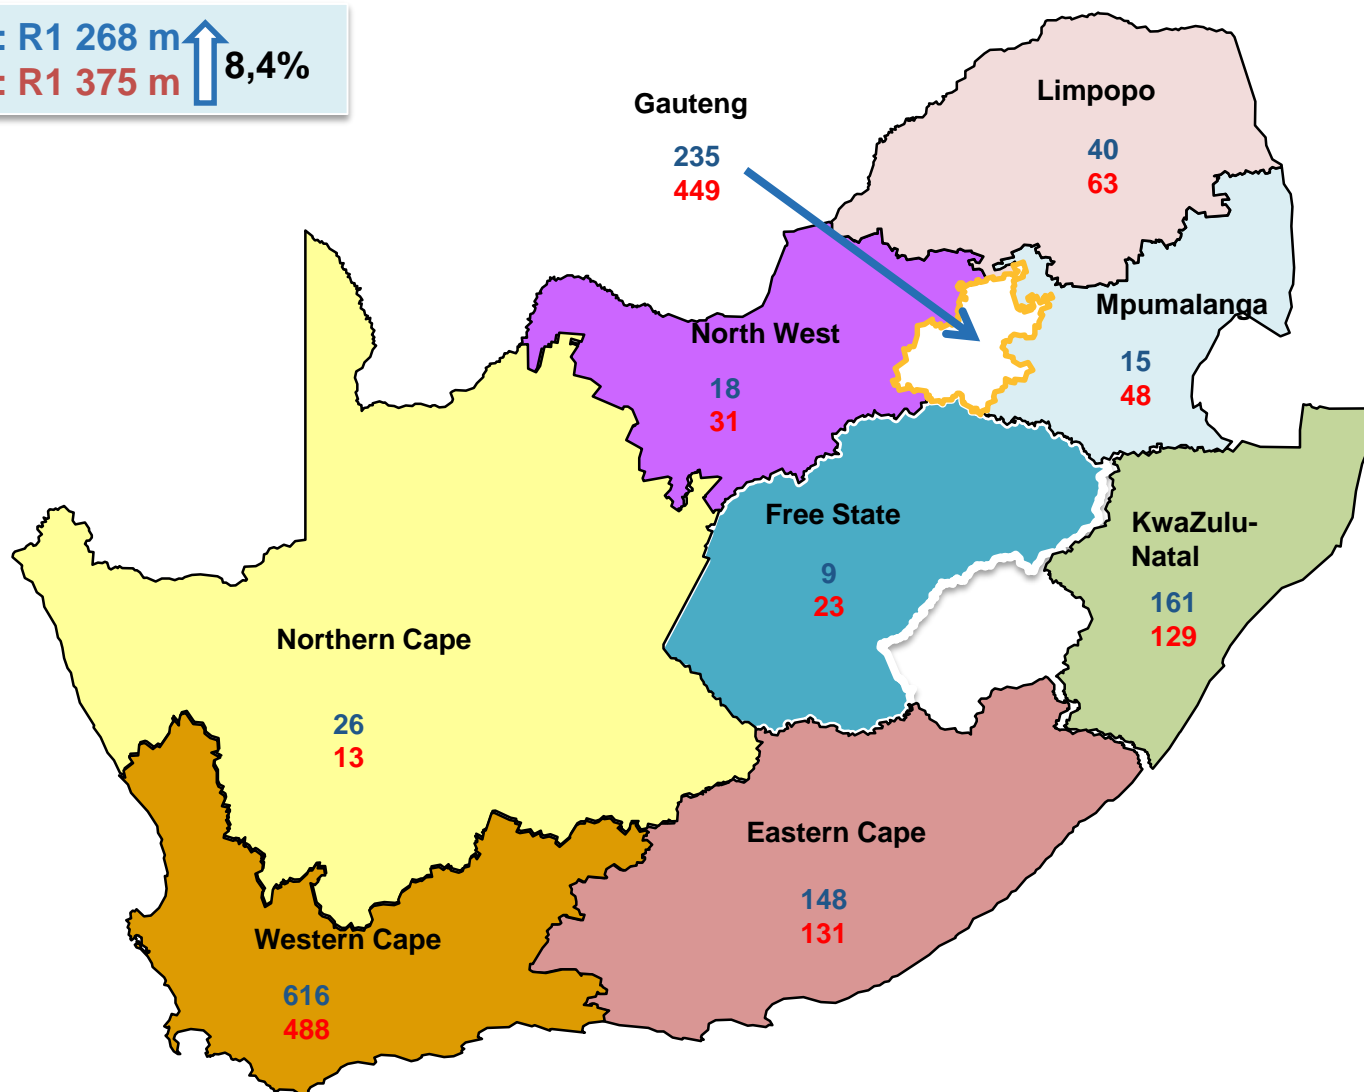 : R1 268 m
: R1 375 m
8,4%
Gauteng
235
449
Limpopo
40
63
Mpumalanga
15
48
North West
18
31
Free State
9
23
KwaZulu-
Natal
161
129
Northern Cape
26
13
Eastern Cape
148
131
Western Cape
616
488